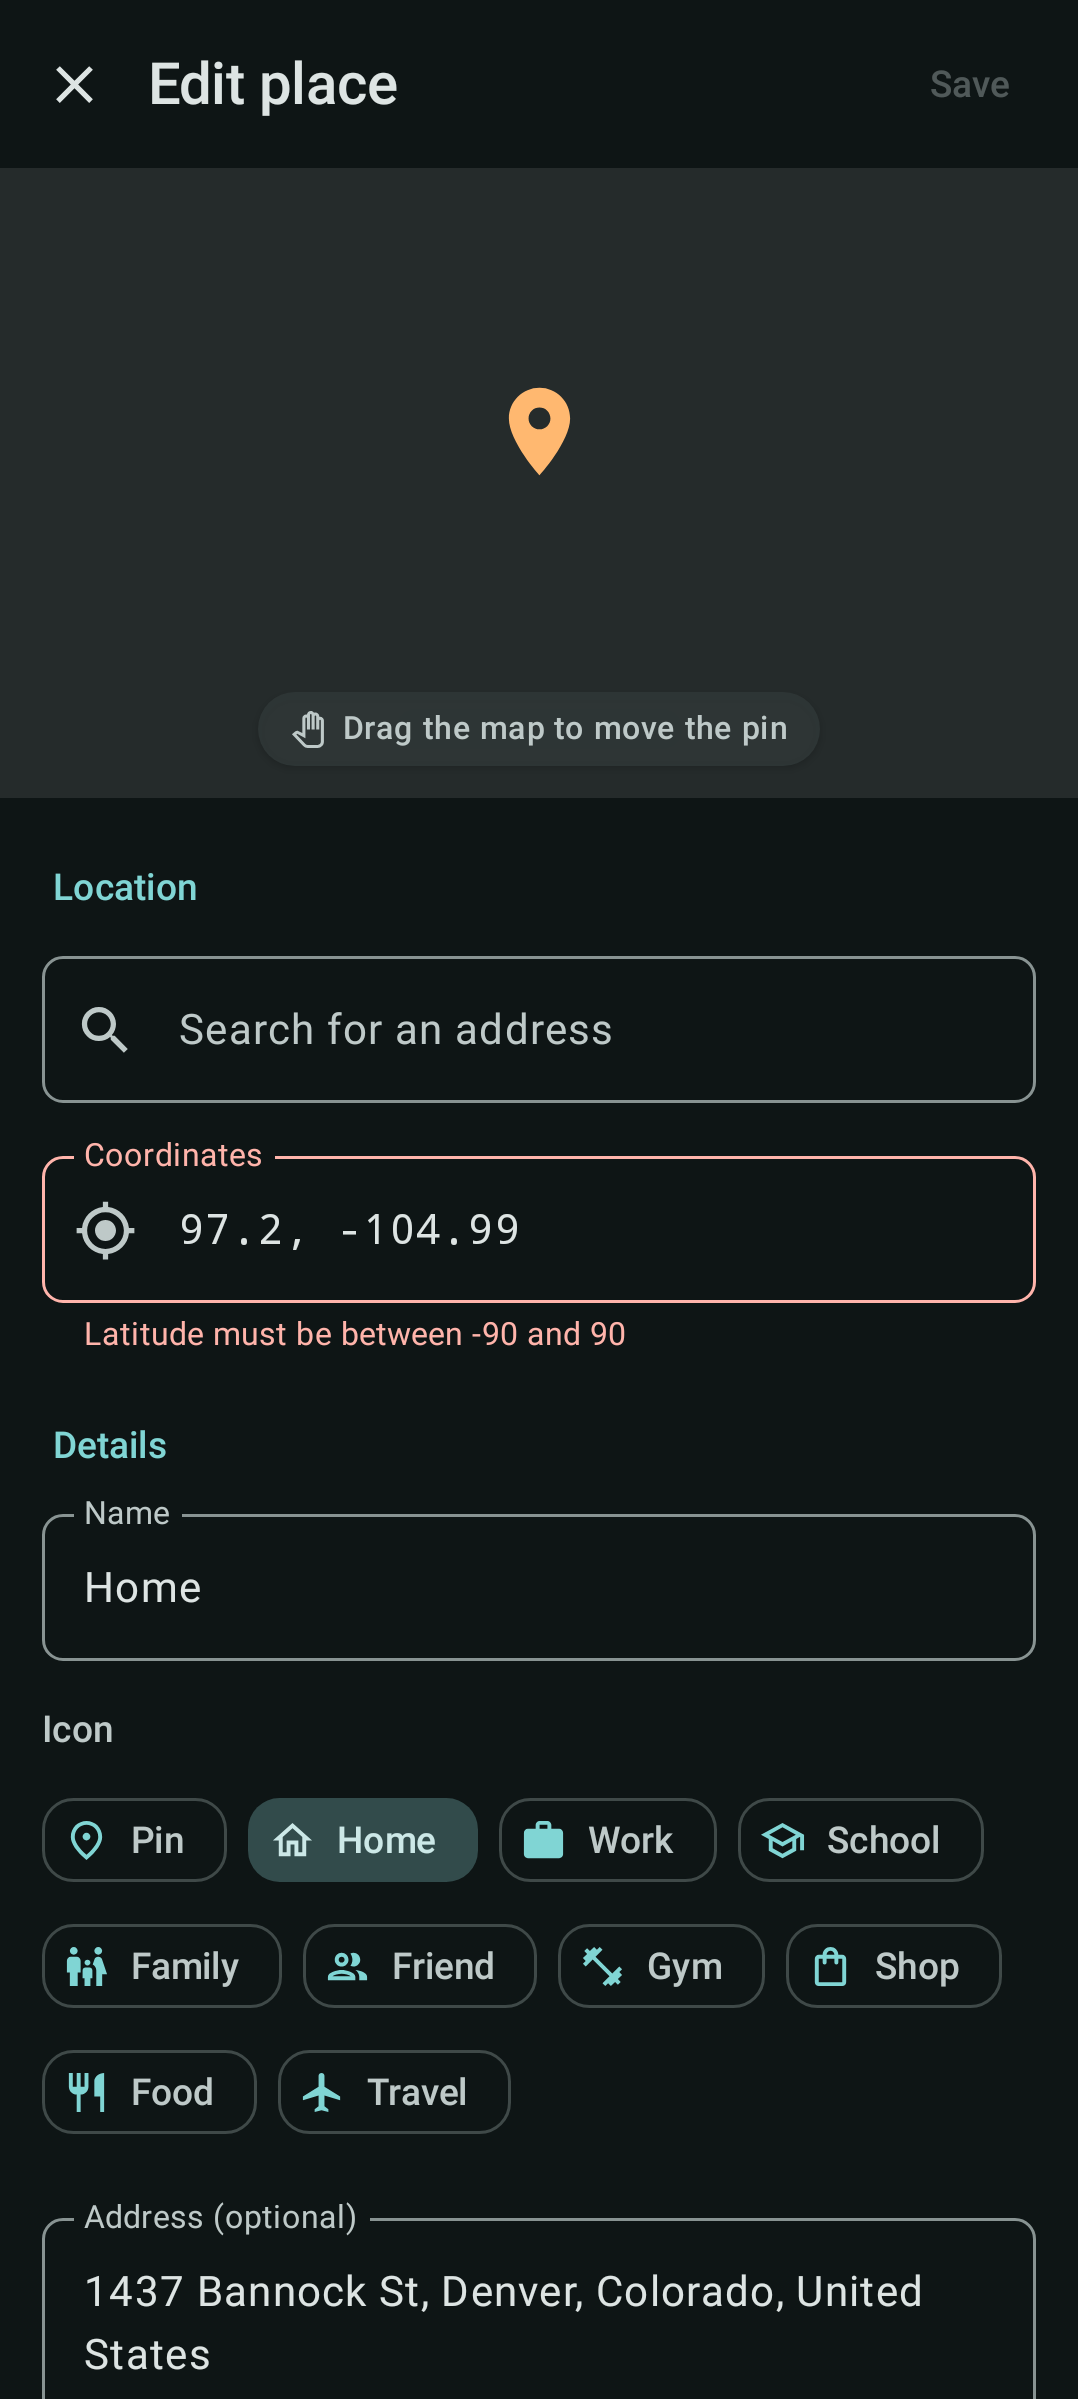 Edit place
Save
Drag the map to move the pin
Location
Search for an address
Coordinates
97.2, -104.99
Latitude must be between -90 and 90
Details
Name
Home
Icon
Pin
Home
Work
School
Family
Friend
Gym
Shop
Food
Travel
Address (optional)
1437 Bannock St, Denver, Colorado, United
States